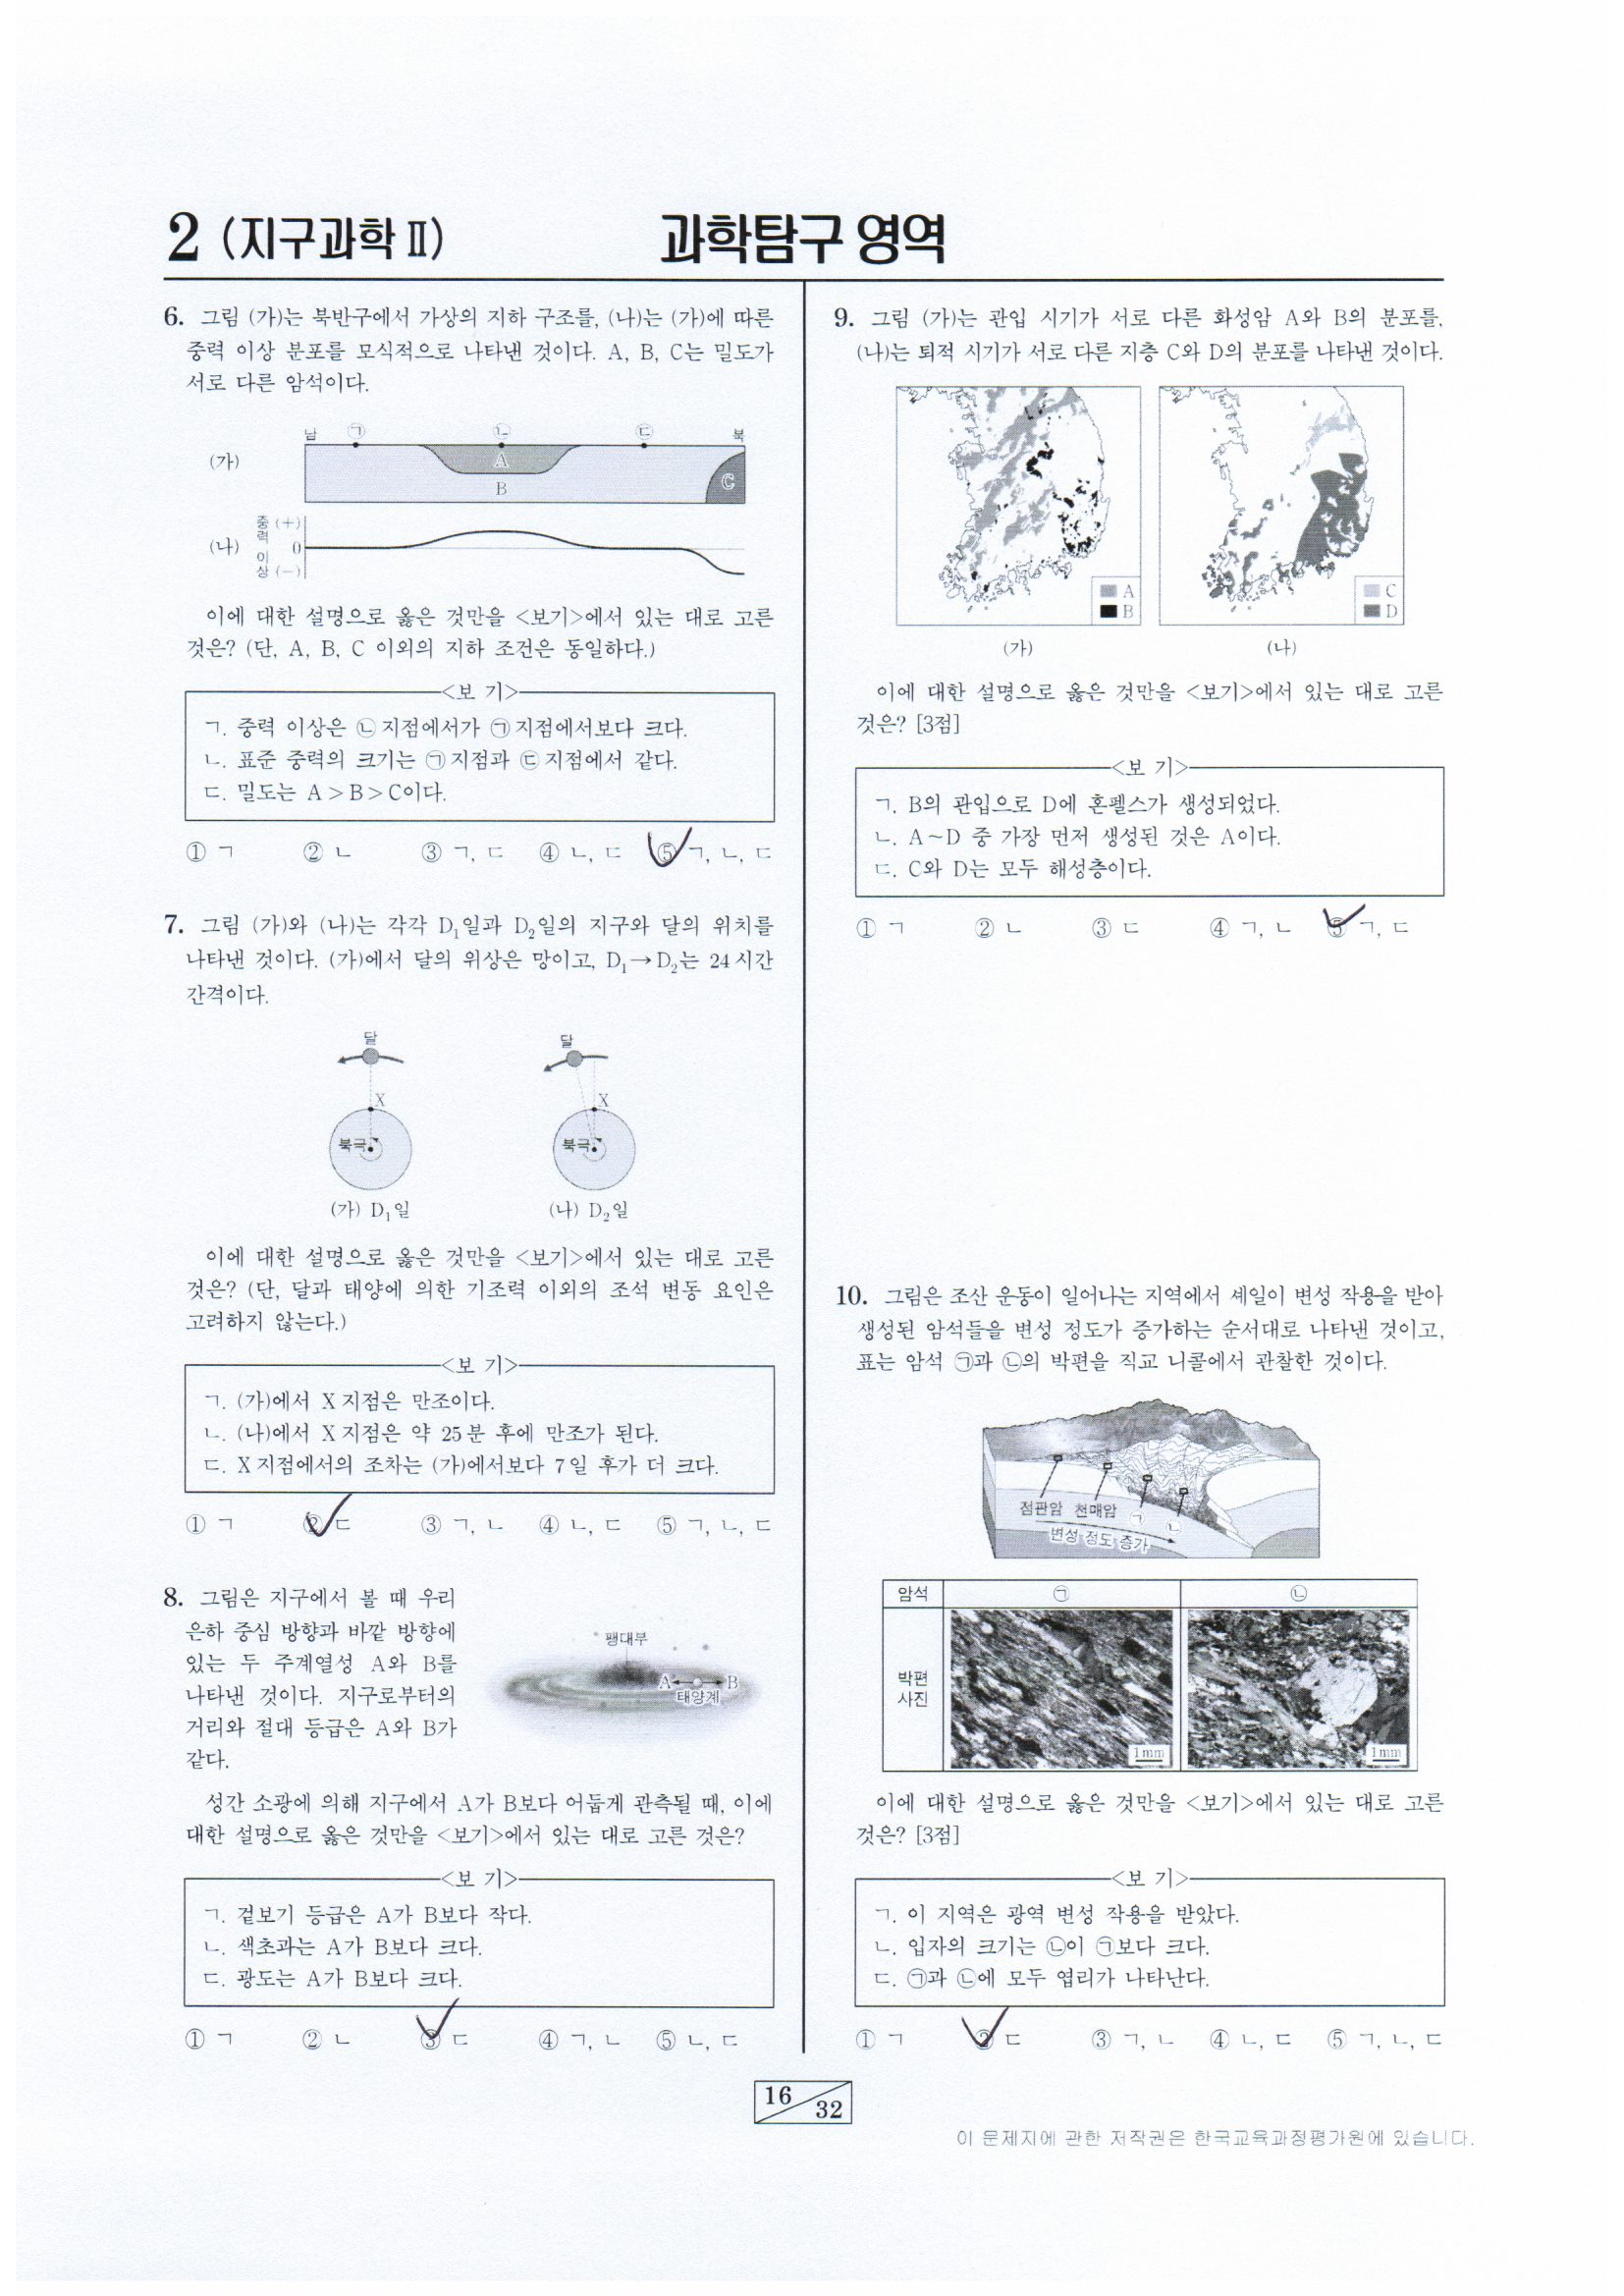 2 (지구과학 Ⅱ)
과학탐구 영역
6. 그림 (가)는 북반구에서 가상의 지하 구조를, (나)는 (가)에 따른
중력 이상 분포를 모식적으로 나타낸 것이다. A, B, C는 밀도가
서로 다른 암석이다.
남 ㉠ ㉡ ㉢ 북
(가)
A
B
C
(나)
중력 이상
(+)
0
(-)
이에 대한 설명으로 옳은 것만을 <보기>에서 있는 대로 고른
것은? (단, A, B, C 이외의 지하 조건은 동일하다.)
<보 기>
ㄱ. 중력 이상은 ㉡ 지점에서가 ㉠ 지점에서보다 크다.
ㄴ. 표준 중력의 크기는 ㉠ 지점과 ㉢ 지점에서 같다.
ㄷ. 밀도는 A > B > C이다.
① ㄱ ② ㄴ ③ ㄱ, ㄷ ④ ㄴ, ㄷ ⑤ ㄱ, ㄴ, ㄷ
7. 그림 (가)와 (나)는 각각 D₁일과 D₂일의 지구와 달의 위치를
나타낸 것이다. (가)에서 달의 위상은 망이고, D₁→D₂는 24시간
간격이다.
달 달
X X
북극 북극
(가) D₁일 (나) D₂일
이에 대한 설명으로 옳은 것만을 <보기>에서 있는 대로 고른
것은? (단, 달과 태양에 의한 기조력 이외의 조석 변동 요인은
고려하지 않는다.)
<보 기>
ㄱ. (가)에서 X 지점은 만조이다.
ㄴ. (나)에서 X 지점은 약 25분 후에 만조가 된다.
ㄷ. X 지점에서의 조차는 (가)에서보다 7일 후가 더 크다.
① ㄱ ② ㄷ ③ ㄱ, ㄴ ④ ㄴ, ㄷ ⑤ ㄱ, ㄴ, ㄷ
8. 그림은 지구에서 볼 때 우리
은하 중심 방향과 바깥 방향에
있는 두 주계열성 A와 B를
나타낸 것이다. 지구로부터의
거리와 절대 등급은 A와 B가
같다.
팽대부
A B
태양계
성간 소광에 의해 지구에서 A가 B보다 어둡게 관측될 때, 이에
대한 설명으로 옳은 것만을 <보기>에서 있는 대로 고른 것은?
<보 기>
ㄱ. 겉보기 등급은 A가 B보다 작다.
ㄴ. 색초과는 A가 B보다 크다.
ㄷ. 광도는 A가 B보다 크다.
① ㄱ ② ㄴ ③ ㄷ ④ ㄱ, ㄴ ⑤ ㄴ, ㄷ
9. 그림 (가)는 관입 시기가 서로 다른 화성암 A와 B의 분포를,
(나)는 퇴적 시기가 서로 다른 지층 C와 D의 분포를 나타낸 것이다.
A
B
C
D
(가) (나)
이에 대한 설명으로 옳은 것만을 <보기>에서 있는 대로 고른
것은? [3점]
<보 기>
ㄱ. B의 관입으로 D에 혼펠스가 생성되었다.
ㄴ. A~D 중 가장 먼저 생성된 것은 A이다.
ㄷ. C와 D는 모두 해성층이다.
① ㄱ ② ㄴ ③ ㄷ ④ ㄱ, ㄴ ⑤ ㄱ, ㄷ
10. 그림은 조산 운동이 일어나는 지역에서 셰일이 변성 작용을 받아
생성된 암석들을 변성 정도가 증가하는 순서대로 나타낸 것이고,
표는 암석 ㉠과 ㉡의 박편을 직교 니콜에서 관찰한 것이다.
점판암 천매암 ㉠ ㉡
변성 정도 증가
암석 ㉠ ㉡
박편
사진
1mm 1mm
이에 대한 설명으로 옳은 것만을 <보기>에서 있는 대로 고른
것은? [3점]
<보 기>
ㄱ. 이 지역은 광역 변성 작용을 받았다.
ㄴ. 입자의 크기는 ㉡이 ㉠보다 크다.
ㄷ. ㉠과 ㉡에 모두 엽리가 나타난다.
① ㄱ ② ㄷ ③ ㄱ, ㄴ ④ ㄴ, ㄷ ⑤ ㄱ, ㄴ, ㄷ
16
32
이 문제지에 관한 저작권은 한국교육과정평가원에 있습니다.